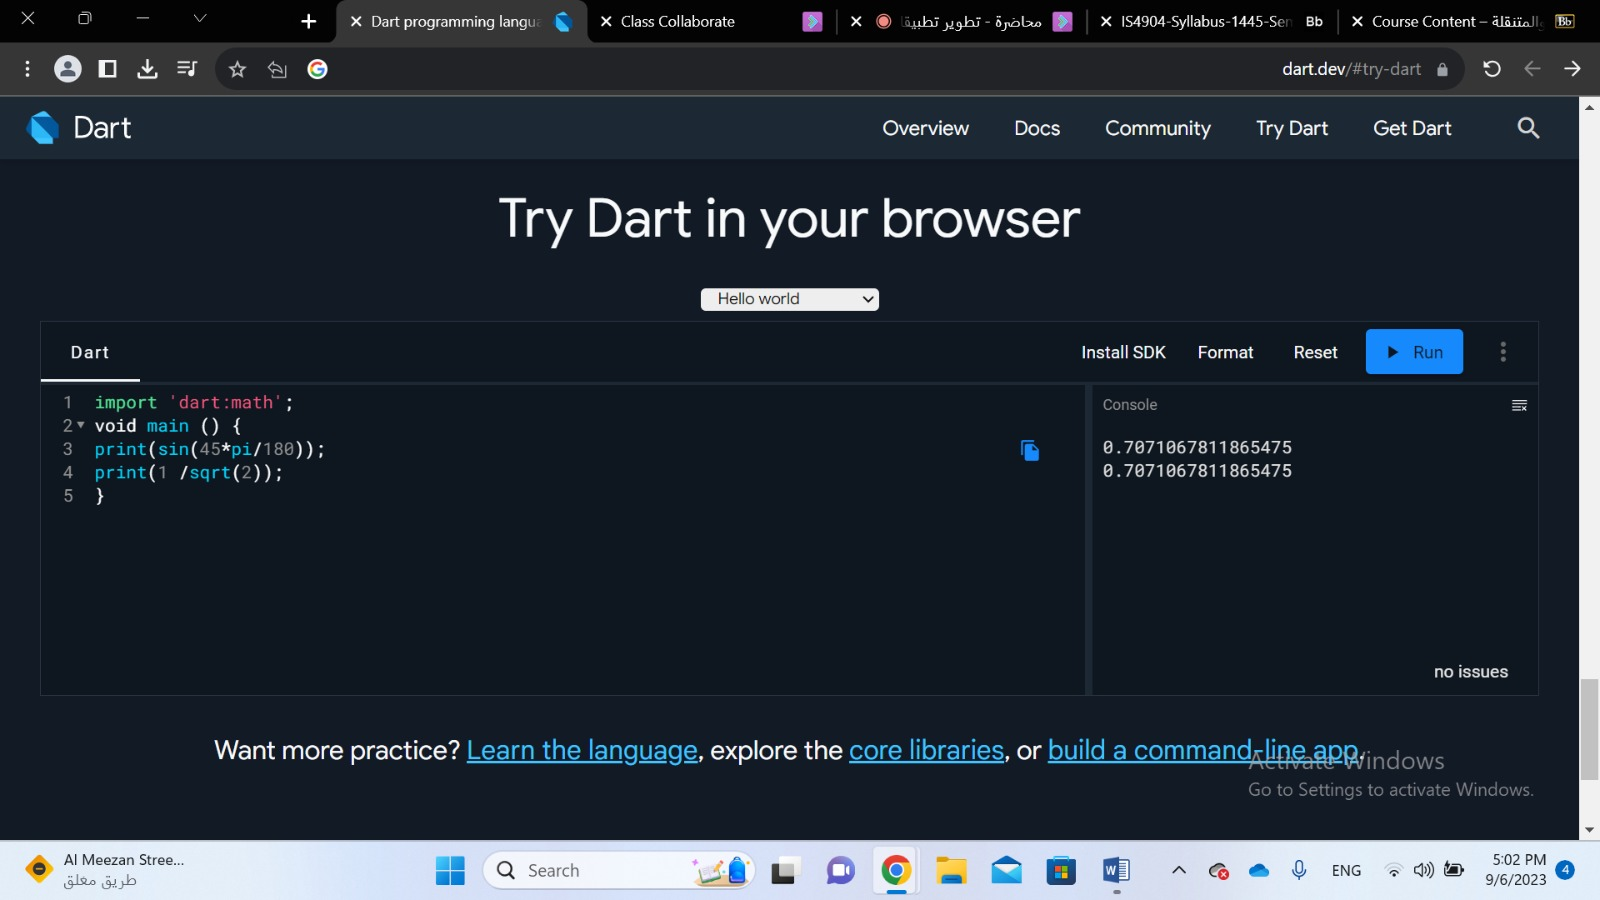 Dart programming langu
Class Collaborate
محاضرة - تطوير تطبيقا
IS4904-Syllabus-1445-Sem
Bb
Course Content – والمتنقلة
Bb
dart.dev/#try-dart
Dart
Overview
Docs
Community
Try Dart
Get Dart
Try Dart in your browser
Hello world
Dart
Install SDK
Format
Reset
Run
Console
1 import 'dart:math';
2 void main () {
3 print(sin(45*pi/180));
4 print(1 /sqrt(2));
5 }
0.7071067811865475
0.7071067811865475
no issues
Want more practice? Learn the language, explore the core libraries, or build a command-line app.
Activate Windows
Go to Settings to activate Windows.
Al Meezan Stree...
طريق مغلق
Search
ENG
5:02 PM
9/6/2023
4